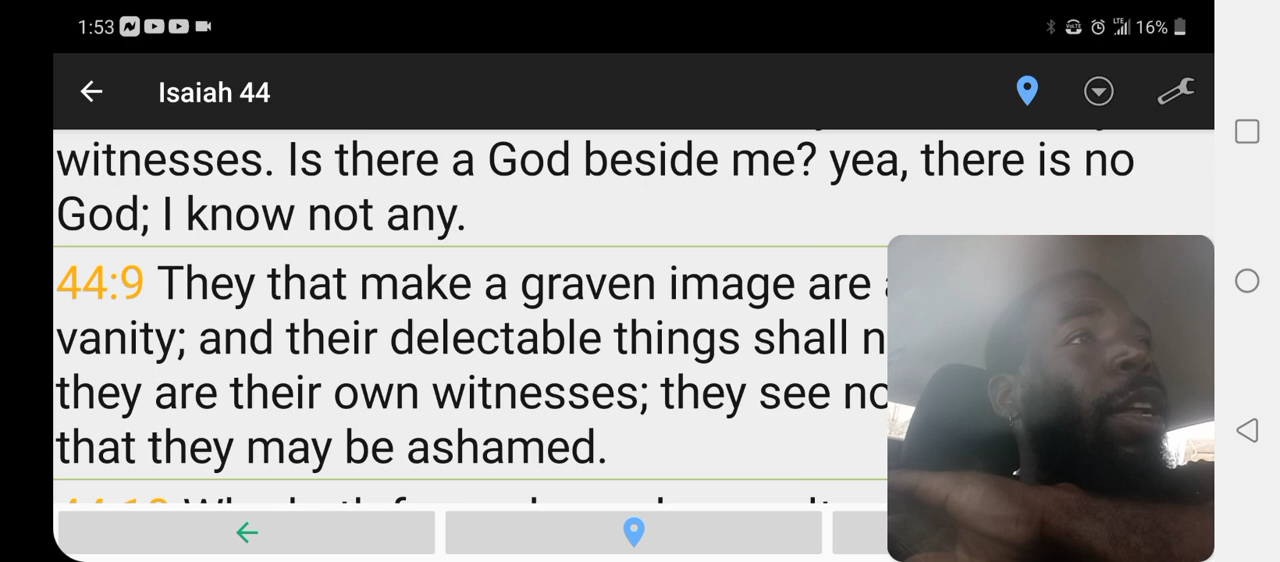 1:53
LTE
16%
Isaiah 44
witnesses. Is there a God beside me? yea, there is no
God; I know not any.
44:9 They that make a graven image are
vanity; and their delectable things shall
they are their own witnesses; they see
that they may be ashamed.